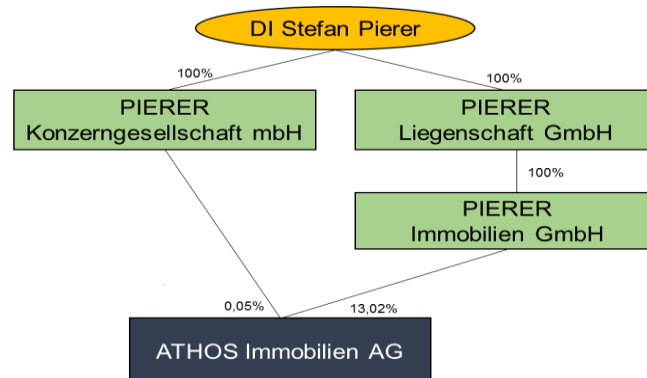 DI Stefan Pierer
100%
100%
PIERER
Konzerngesellschaft mbH
PIERER
Liegenschaft GmbH
100%
PIERER
Immobilien GmbH
0,05%
13,02%
ATHOS Immobilien AG